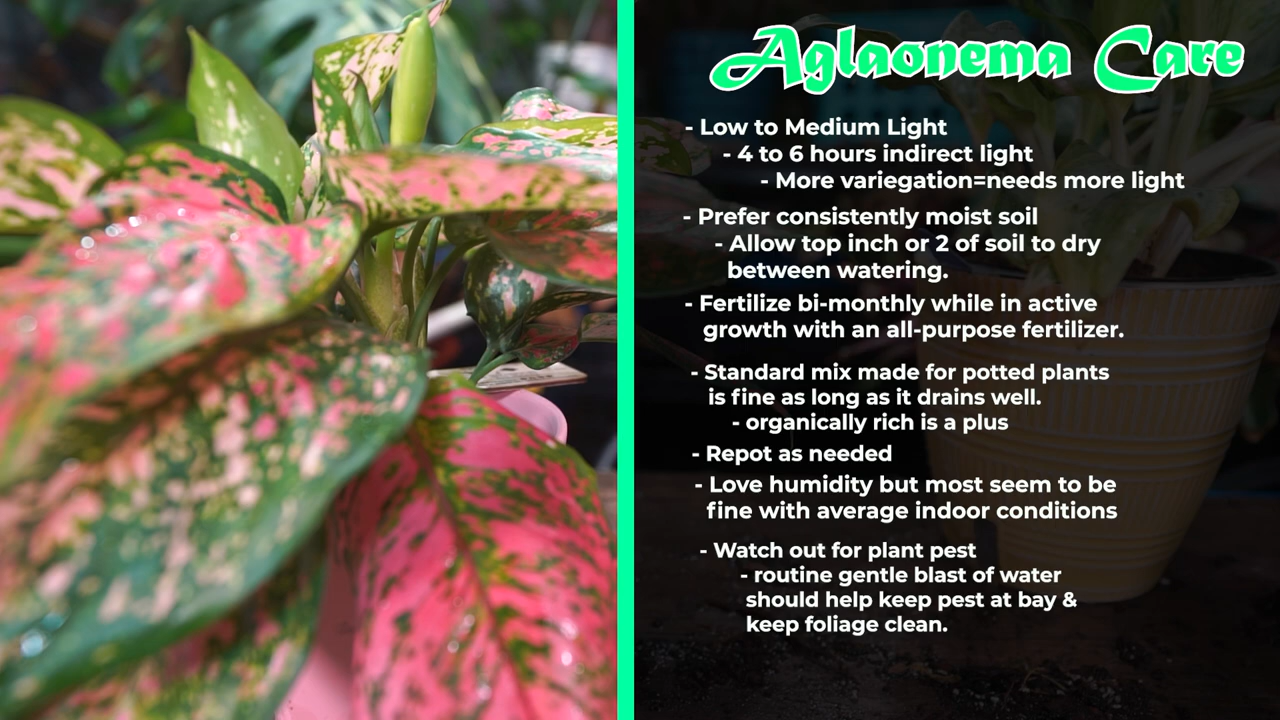 Aglaonema Care
- Low to Medium Light
- 4 to 6 hours indirect light
- More variegation=needs more light
- Prefer consistently moist soil
- Allow top inch or 2 of soil to dry
between watering.
- Fertilize bi-monthly while in active
growth with an all-purpose fertilizer.
- Standard mix made for potted plants
is fine as long as it drains well.
- organically rich is a plus
- Repot as needed
- Love humidity but most seem to be
fine with average indoor conditions
- Watch out for plant pest
- routine gentle blast of water
should help keep pest at bay &
keep foliage clean.